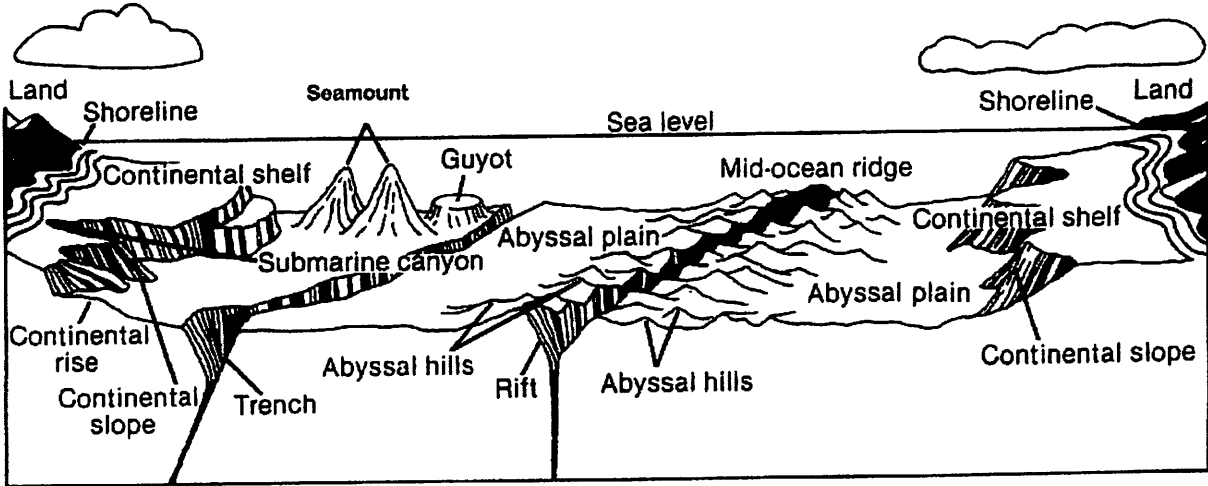 Land
Shoreline
Seamount
Sea level
Shoreline
Land
Continental shelf
Guyot
Mid-ocean ridge
Continental shelf
Abyssal plain
Submarine canyon
Abyssal plain
Continental
rise
Continental
slope
Trench
Abyssal hills
Rift
Abyssal hills
Continental slope